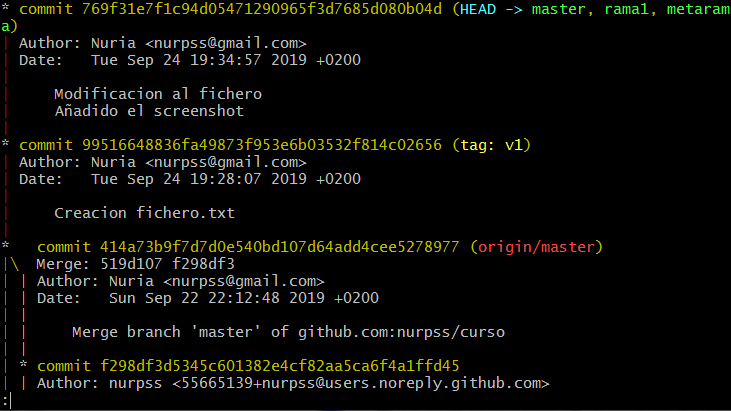 * commit 769f31e7f1c94d05471290965f3d7685d080b04d (HEAD -> master, rama1, metaram
a)
| Author: Nuria <nurpss@gmail.com>
| Date:   Tue Sep 24 19:34:57 2019 +0200
|
|     Modificacion al fichero
|     Añadido el screenshot
|
* commit 99516648836fa49873f953e6b03532f814c02656 (tag: v1)
| Author: Nuria <nurpss@gmail.com>
| Date:   Tue Sep 24 19:28:07 2019 +0200
|
|     Creacion fichero.txt
|
*   commit 414a73b9f7d7d0e540bd107d64add4cee5278977 (origin/master)
|\  Merge: 519d107 f298df3
| | Author: Nuria <nurpss@gmail.com>
| | Date:   Sun Sep 22 22:12:48 2019 +0200
| |
| |     Merge branch 'master' of github.com:nurpss/curso
| |
| * commit f298df3d5345c601382e4cf82aa5ca6f4a1ffd45
| | Author: nurpss <55665139+nurpss@users.noreply.github.com>
: